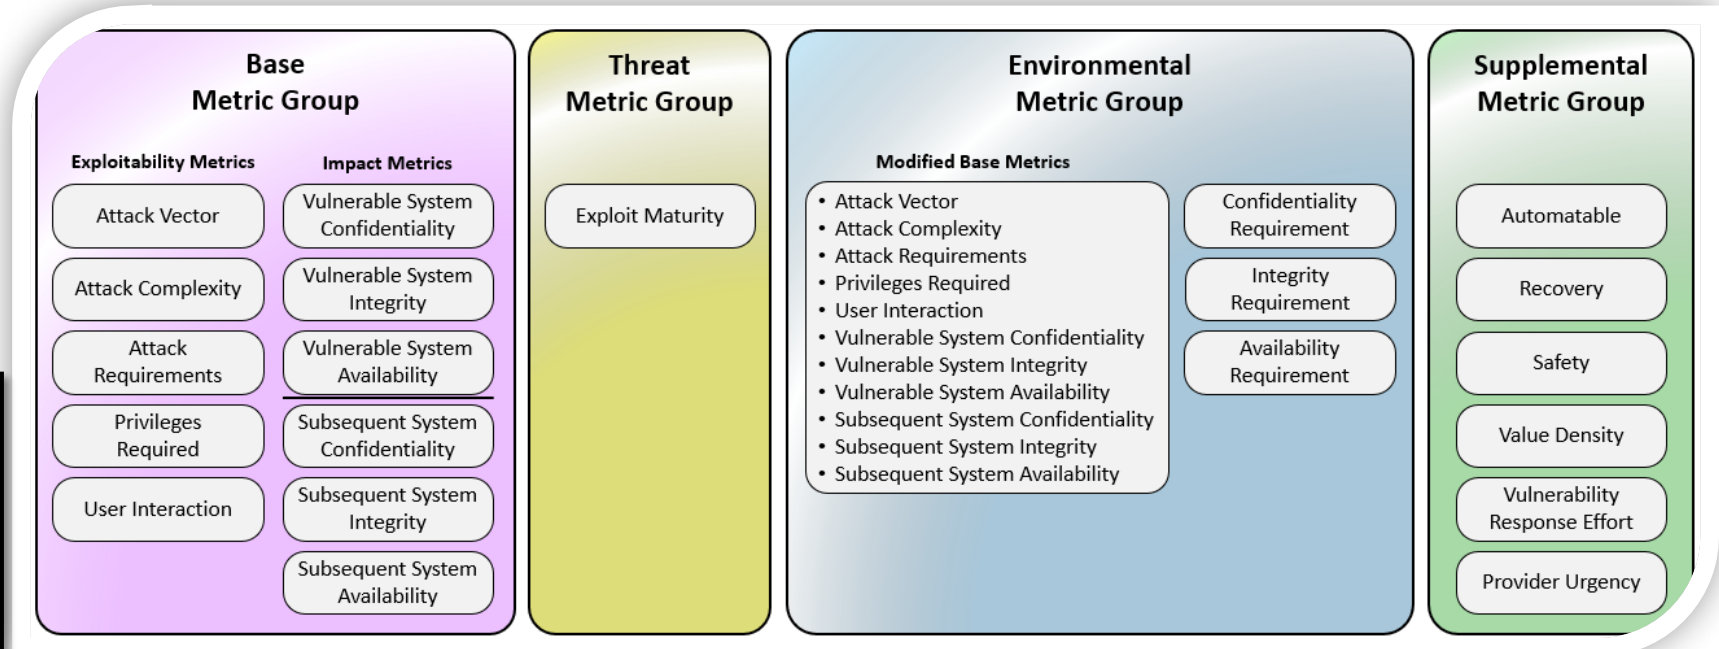 Base
Metric Group
Exploitability Metrics
Attack Vector
Attack Complexity
Attack
Requirements
Privileges
Required
User Interaction
Impact Metrics
Vulnerable System
Confidentiality
Vulnerable System
Integrity
Vulnerable System
Availability
Subsequent System
Confidentiality
Subsequent System
Integrity
Subsequent System
Availability
Threat
Metric Group
Exploit Maturity
Environmental
Metric Group
Modified Base Metrics
• Attack Vector
• Attack Complexity
• Attack Requirements
• Privileges Required
• User Interaction
• Vulnerable System Confidentiality
• Vulnerable System Integrity
• Vulnerable System Availability
• Subsequent System Confidentiality
• Subsequent System Integrity
• Subsequent System Availability
Confidentiality
Requirement
Integrity
Requirement
Availability
Requirement
Supplemental
Metric Group
Automatable
Recovery
Safety
Value Density
Vulnerability
Response Effort
Provider Urgency